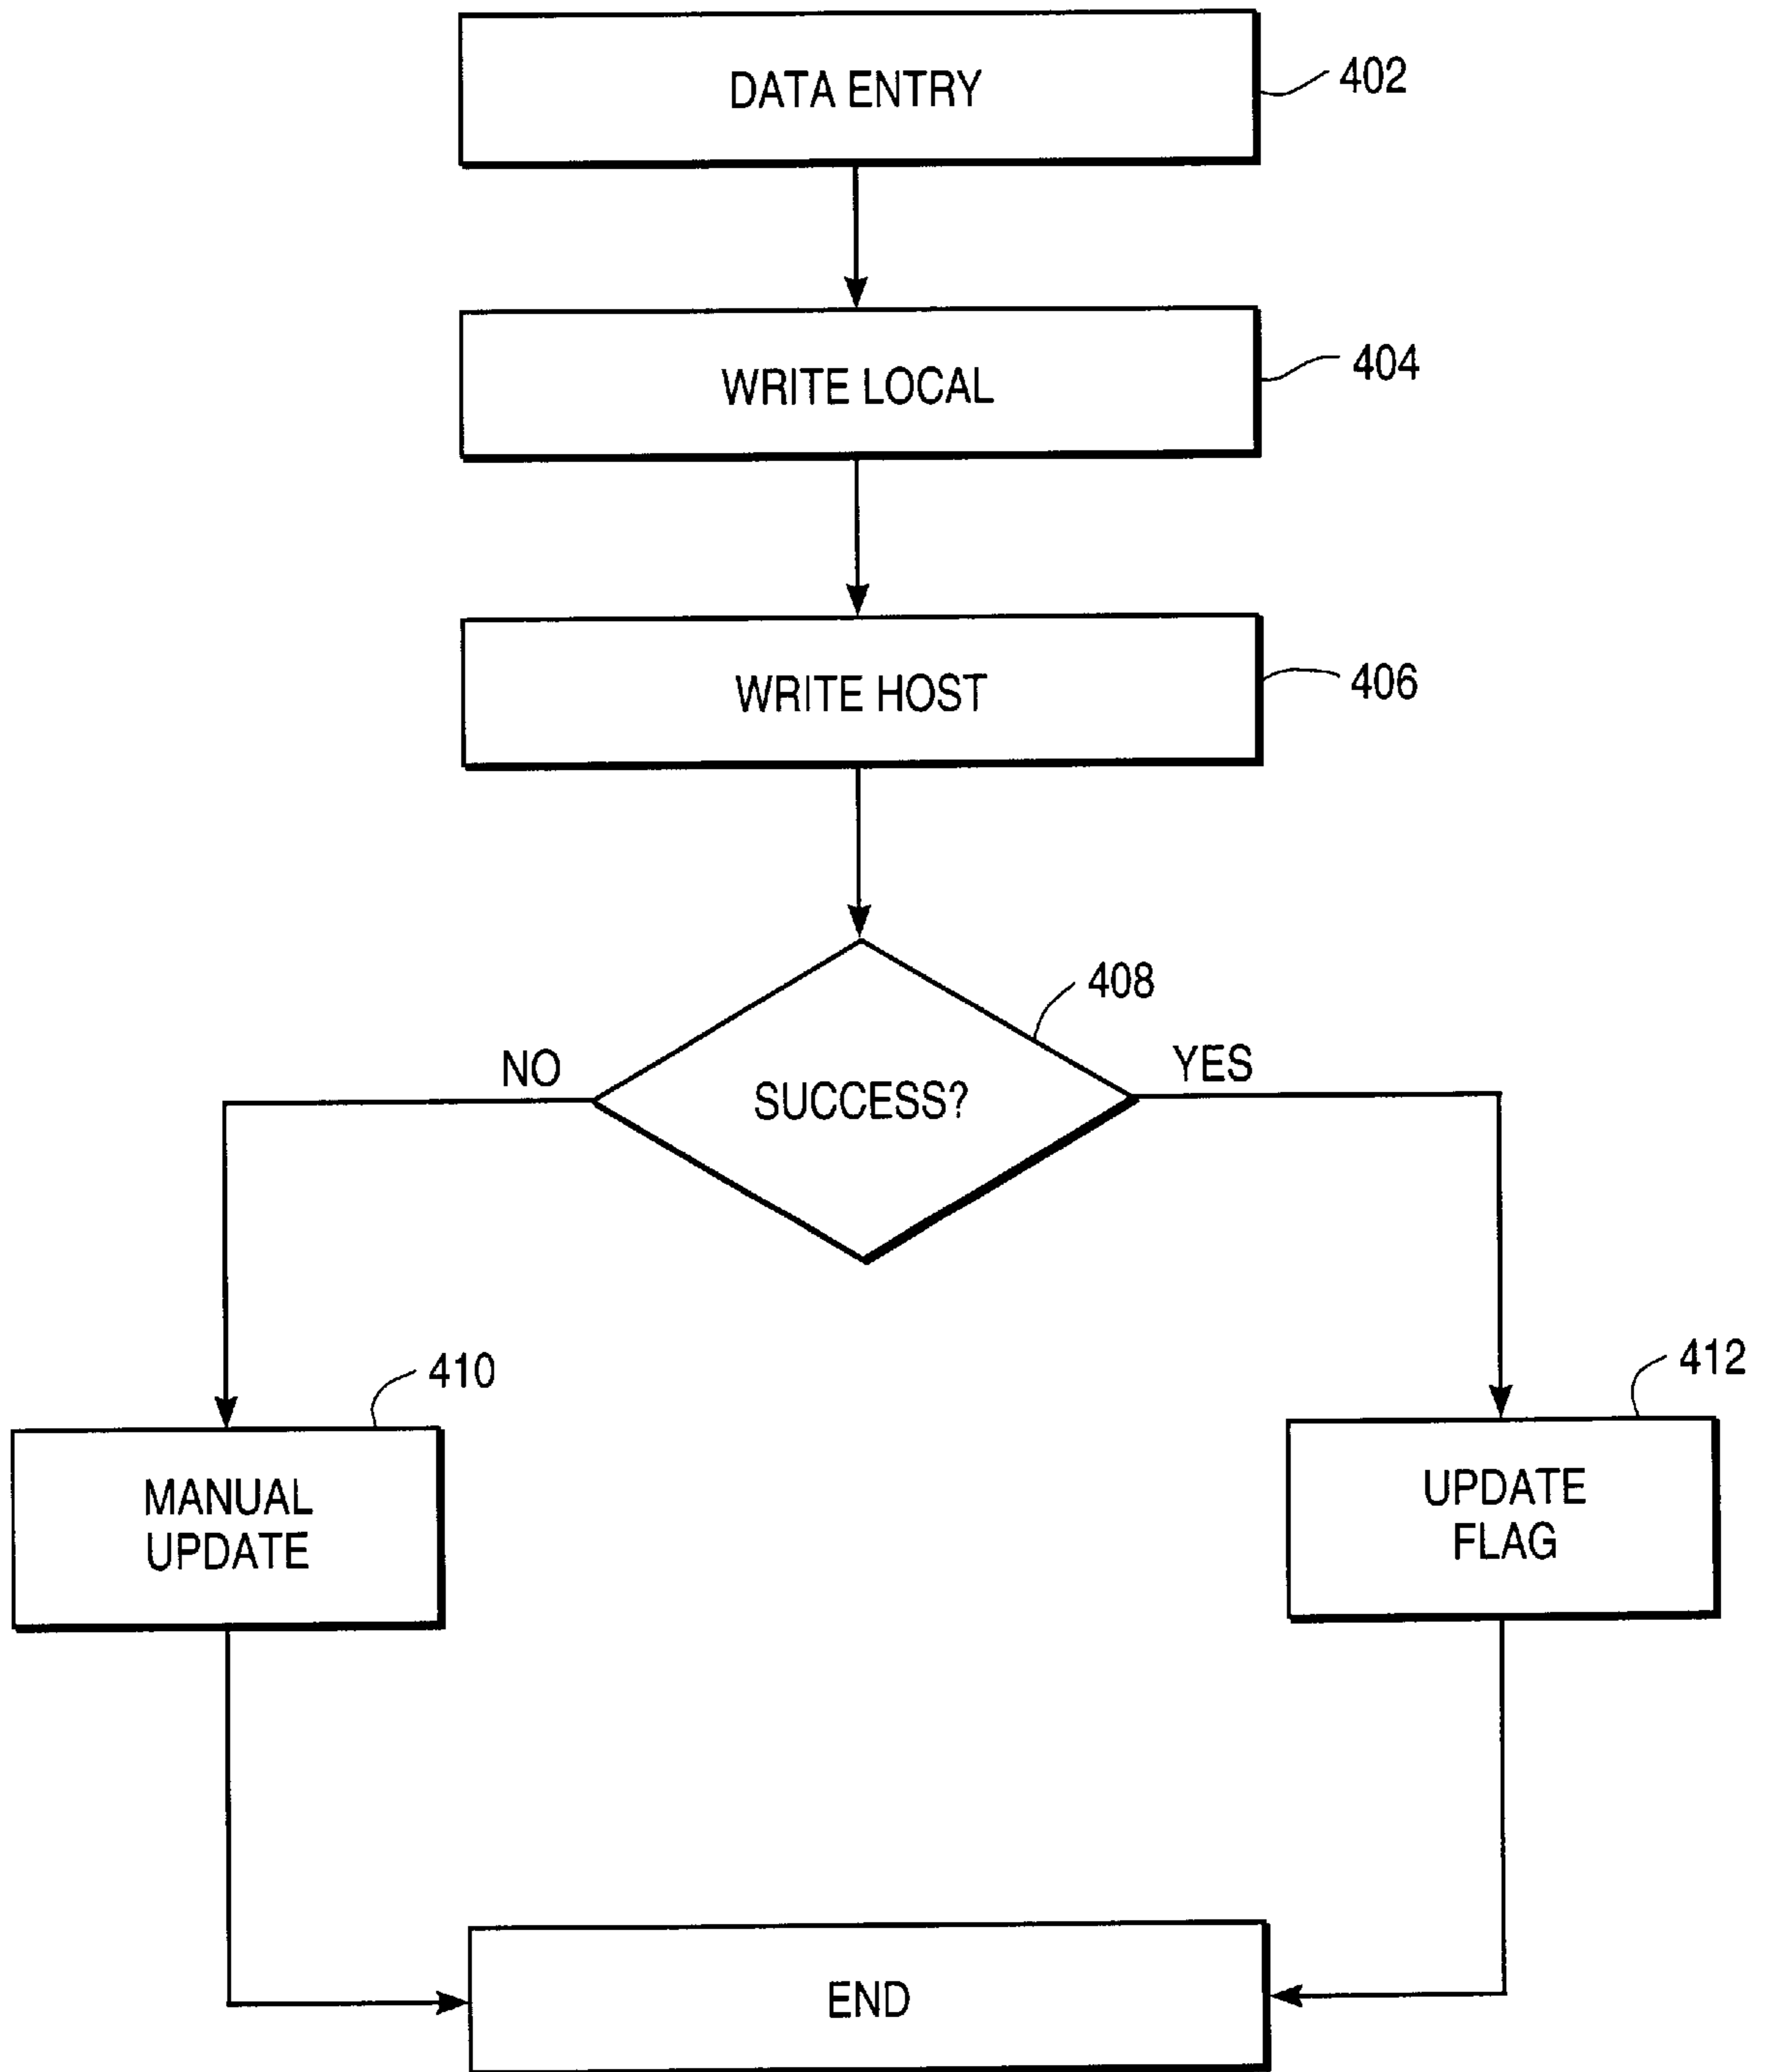 DATA ENTRY
402
WRITE LOCAL
404
WRITE HOST
406
408
NO
SUCCESS?
YES
410
412
MANUAL
UPDATE
UPDATE
FLAG
END